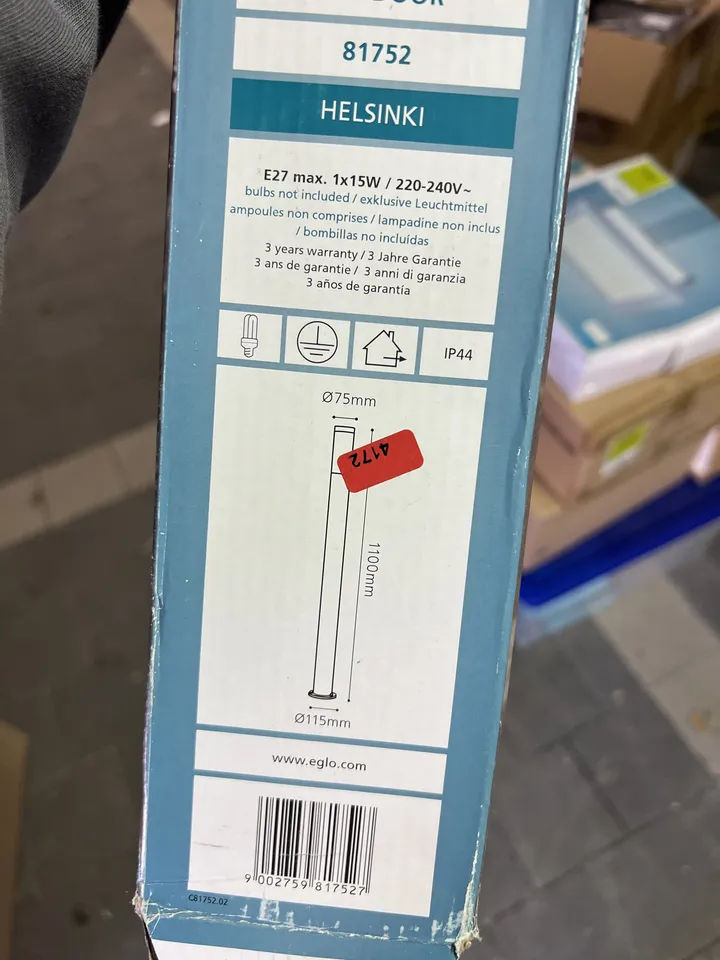 81752
HELSINKI
E27 max. 1x15W / 220-240V~
bulbs not included / exklusive Leuchtmittel
ampoules non comprises / lampadine non inclus
/ bombillas no incluídas
3 years warranty / 3 Jahre Garantie
3 ans de garantie / 3 anni di garanzia
3 años de garantía
IP44
Ø75mm
4172
1100mm
Ø115mm
www.eglo.com
9 002759 817527
C81752.02